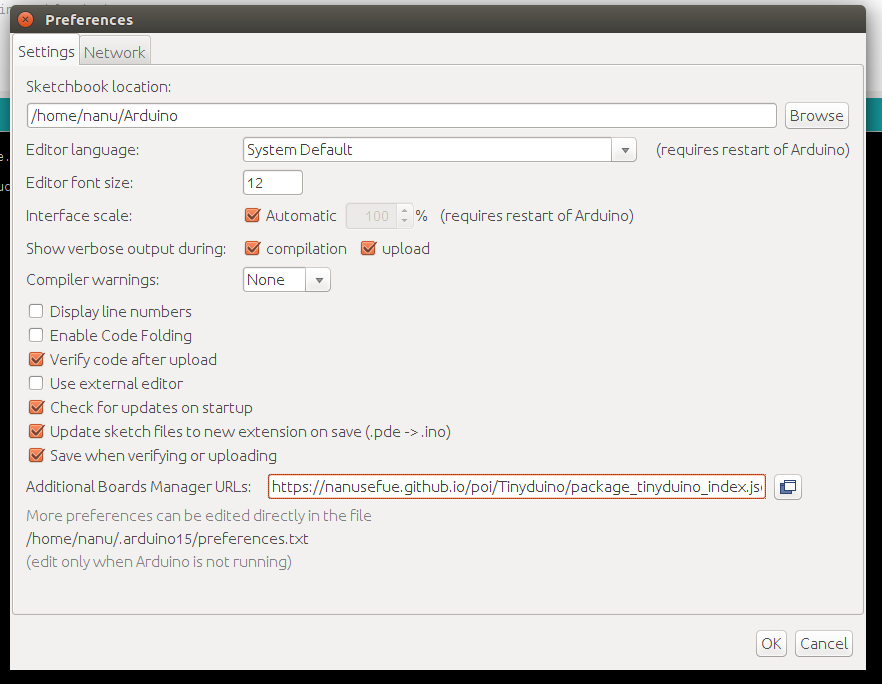 Preferences
Settings Network
Sketchbook location:
/home/nanu/Arduino Browse
Editor language: System Default (requires restart of Arduino)
Editor font size: 12
Interface scale: Automatic 100 % (requires restart of Arduino)
Show verbose output during: compilation upload
Compiler warnings: None
Display line numbers
Enable Code Folding
Verify code after upload
Use external editor
Check for updates on startup
Update sketch files to new extension on save (.pde -> .ino)
Save when verifying or uploading
Additional Boards Manager URLs: https://nanusefue.github.io/poi/Tinyduino/package_tinyduino_index.js
More preferences can be edited directly in the file
/home/nanu/.arduino15/preferences.txt
(edit only when Arduino is not running)
OK Cancel